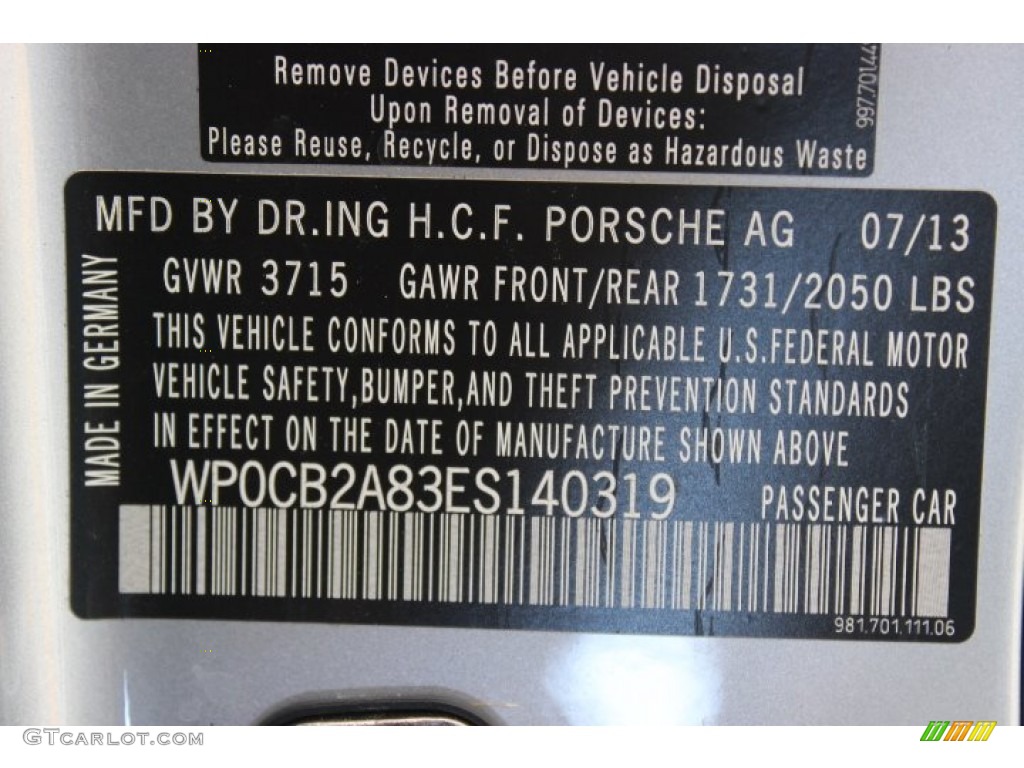 Remove Devices Before Vehicle Disposal
Upon Removal of Devices:
Please Reuse, Recycle, or Dispose as Hazardous Waste
997.701.44
MFD BY DR.ING H.C.F. PORSCHE AG 07/13
GVWR 3715 GAWR FRONT/REAR 1731/2050 LBS
THIS VEHICLE CONFORMS TO ALL APPLICABLE U.S.FEDERAL MOTOR
VEHICLE SAFETY,BUMPER,AND THEFT PREVENTION STANDARDS
IN EFFECT ON THE DATE OF MANUFACTURE SHOWN ABOVE
MADE IN GERMANY
WP0CB2A83ES140319 PASSENGER CAR
981.701.111.06
GTCARLOT.COM